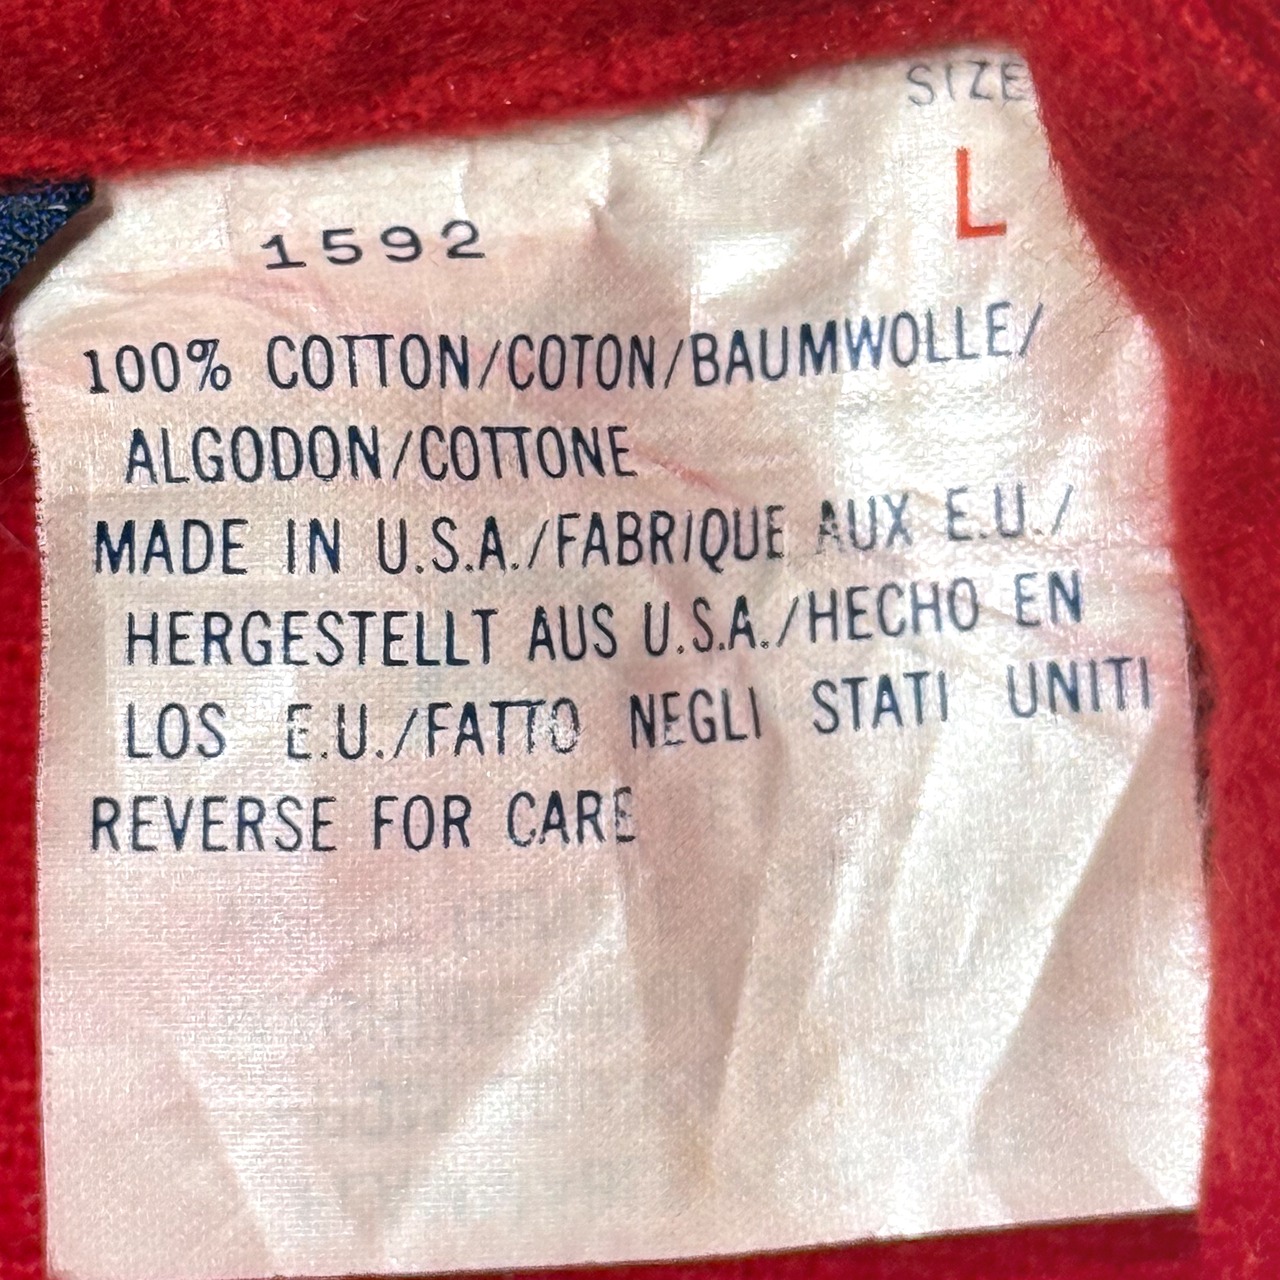 SIZE
L
1592
100% COTTON/COTON/BAUMWOLLE/
ALGODON/COTTONE
MADE IN U.S.A./FABRIQUE AUX E.U./
HERGESTELLT AUS U.S.A./HECHO EN
LOS E.U./FATTO NEGLI STATI UNITI
REVERSE FOR CARE